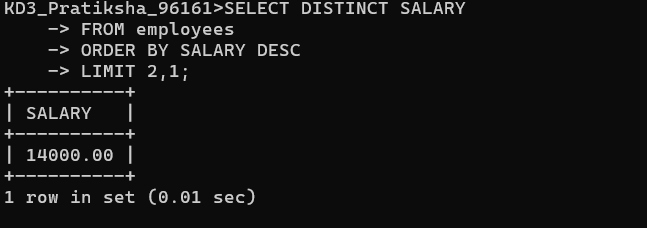 KD3_Pratiksha_96161>SELECT DISTINCT SALARY
    -> FROM employees
    -> ORDER BY SALARY DESC
    -> LIMIT 2,1;
+----------+
| SALARY   |
+----------+
| 14000.00 |
+----------+
1 row in set (0.01 sec)